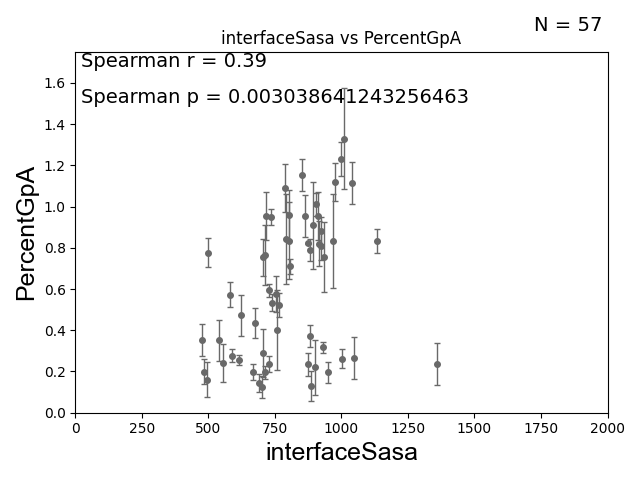 N = 57
interfaceSasa vs PercentGpA
Spearman r = 0.39
Spearman p = 0.003038641243256463
PercentGpA
1.6
1.4
1.2
1.0
0.8
0.6
0.4
0.2
0.0
0 250 500 750 1000 1250 1500 1750 2000
interfaceSasa